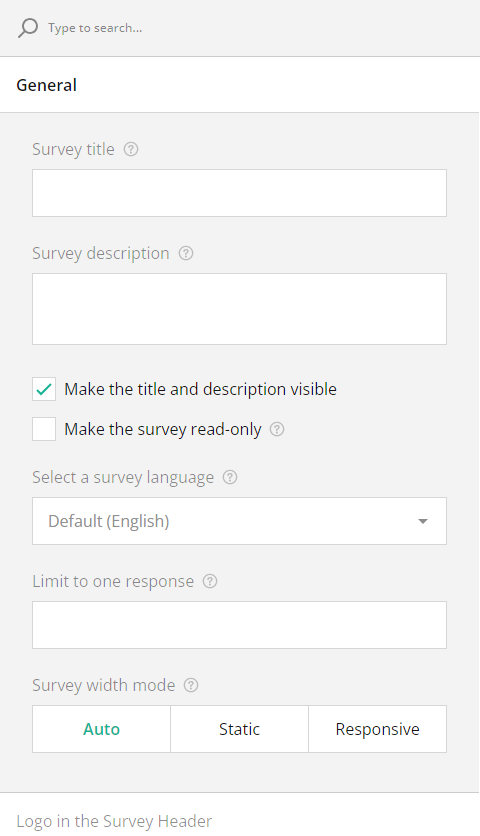 Type to search...
General
Survey title
Survey description
Make the title and description visible
Make the survey read-only
Select a survey language
Default (English)
Limit to one response
Survey width mode
Auto Static Responsive
Logo in the Survey Header